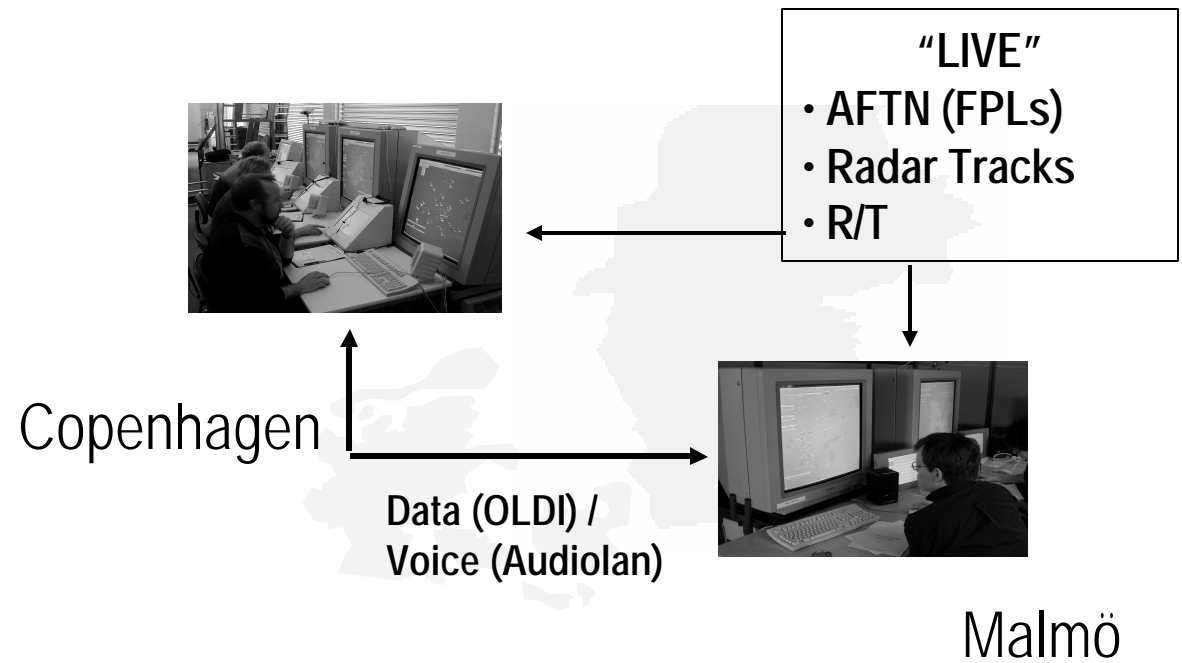 “LIVE”
• AFTN (FPLs)
• Radar Tracks
• R/T
Copenhagen
Data (OLDI) /
Voice (Audiolan)
Malmö